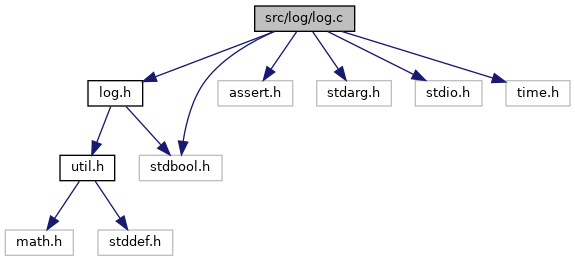 src/log/log.c
log.h
assert.h
stdarg.h
stdio.h
time.h
util.h
stdbool.h
math.h
stddef.h